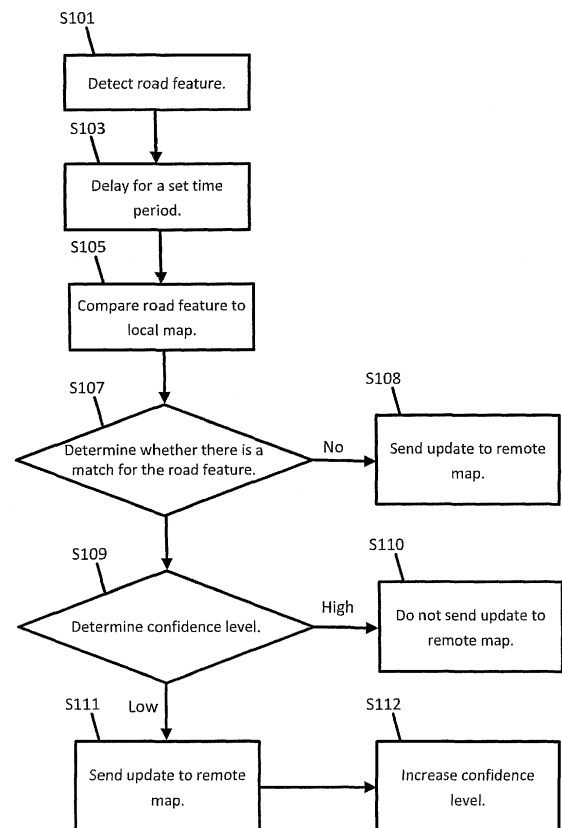 S101
Detect road feature.
S103
Delay for a set time
period.
S105
Compare road feature to
local map.
S107
Determine whether there is a
match for the road feature.
No
S108
Send update to remote
map.
S109
Determine confidence level.
High
S110
Do not send update to
remote map.
Low
S111
Send update to remote
map.
S112
Increase confidence
level.